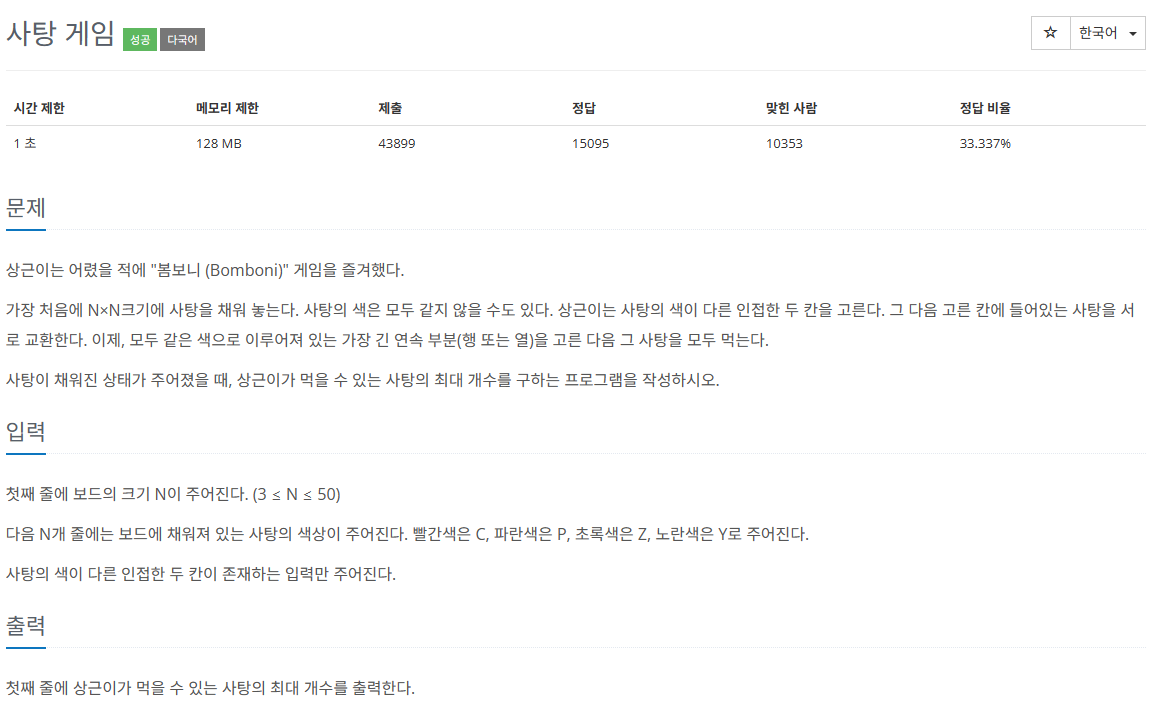 사탕 게임 성공 다국어 ☆ 한국어
시간 제한 메모리 제한 제출 정답 맞힌 사람 정답 비율
1 초 128 MB 43899 15095 10353 33.337%
문제
상근이는 어렸을 적에 "봄보니 (Bomboni)" 게임을 즐겨했다.
가장 처음에 N×N크기에 사탕을 채워 놓는다. 사탕의 색은 모두 같지 않을 수도 있다. 상근이는 사탕의 색이 다른 인접한 두 칸을 고른다. 그 다음 고른 칸에 들어있는 사탕을 서
로 교환한다. 이제, 모두 같은 색으로 이루어져 있는 가장 긴 연속 부분(행 또는 열)을 고른 다음 그 사탕을 모두 먹는다.
사탕이 채워진 상태가 주어졌을 때, 상근이가 먹을 수 있는 사탕의 최대 개수를 구하는 프로그램을 작성하시오.
입력
첫째 줄에 보드의 크기 N이 주어진다. (3 ≤ N ≤ 50)
다음 N개 줄에는 보드에 채워져 있는 사탕의 색상이 주어진다. 빨간색은 C, 파란색은 P, 초록색은 Z, 노란색은 Y로 주어진다.
사탕의 색이 다른 인접한 두 칸이 존재하는 입력만 주어진다.
출력
첫째 줄에 상근이가 먹을 수 있는 사탕의 최대 개수를 출력한다.